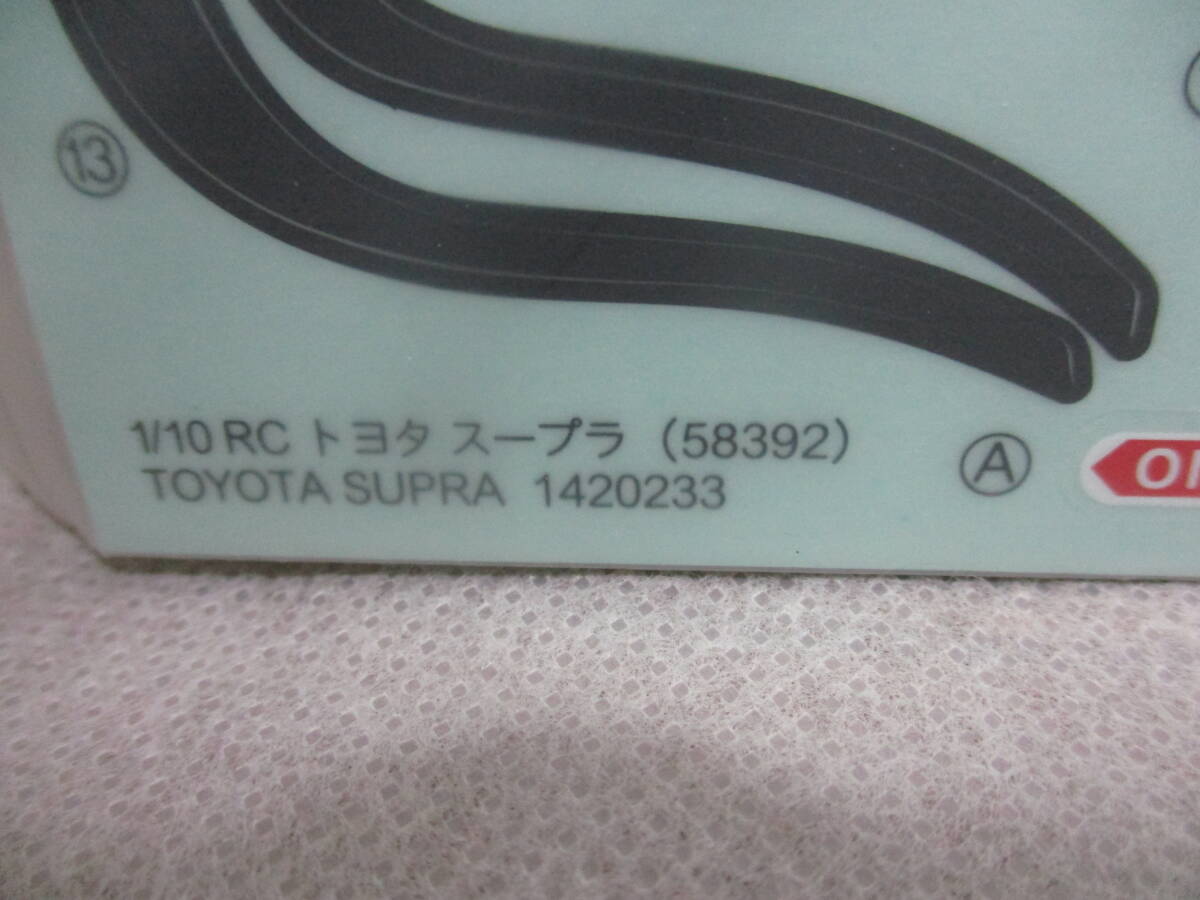 ⑬
1/10 RC トヨタ スープラ (58392)
TOYOTA SUPRA 1420233
Ⓐ